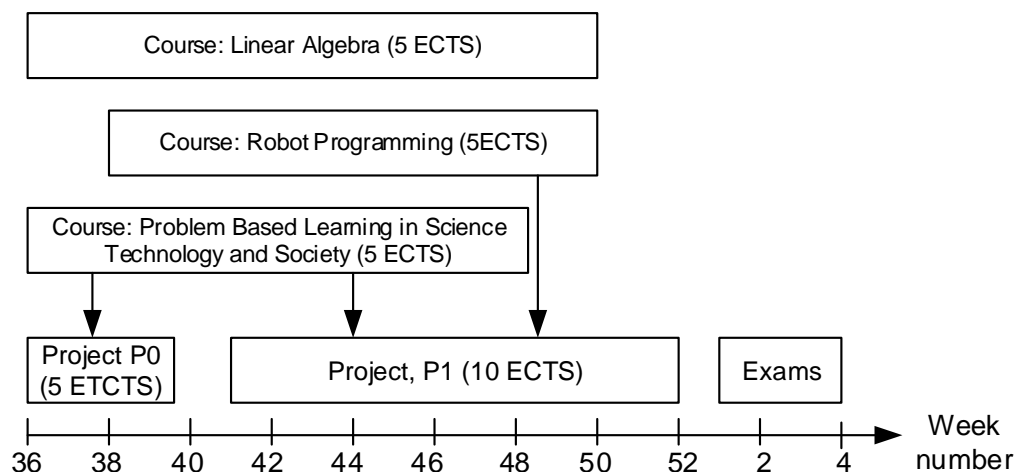 Course: Linear Algebra (5 ECTS)
Course: Robot Programming (5ECTS)
Course: Problem Based Learning in Science
Technology and Society (5 ECTS)
Project P0
(5 ETCTS)
Project, P1 (10 ECTS)
Exams
36 38 40 42 44 46 48 50 52 2 4
Week
number